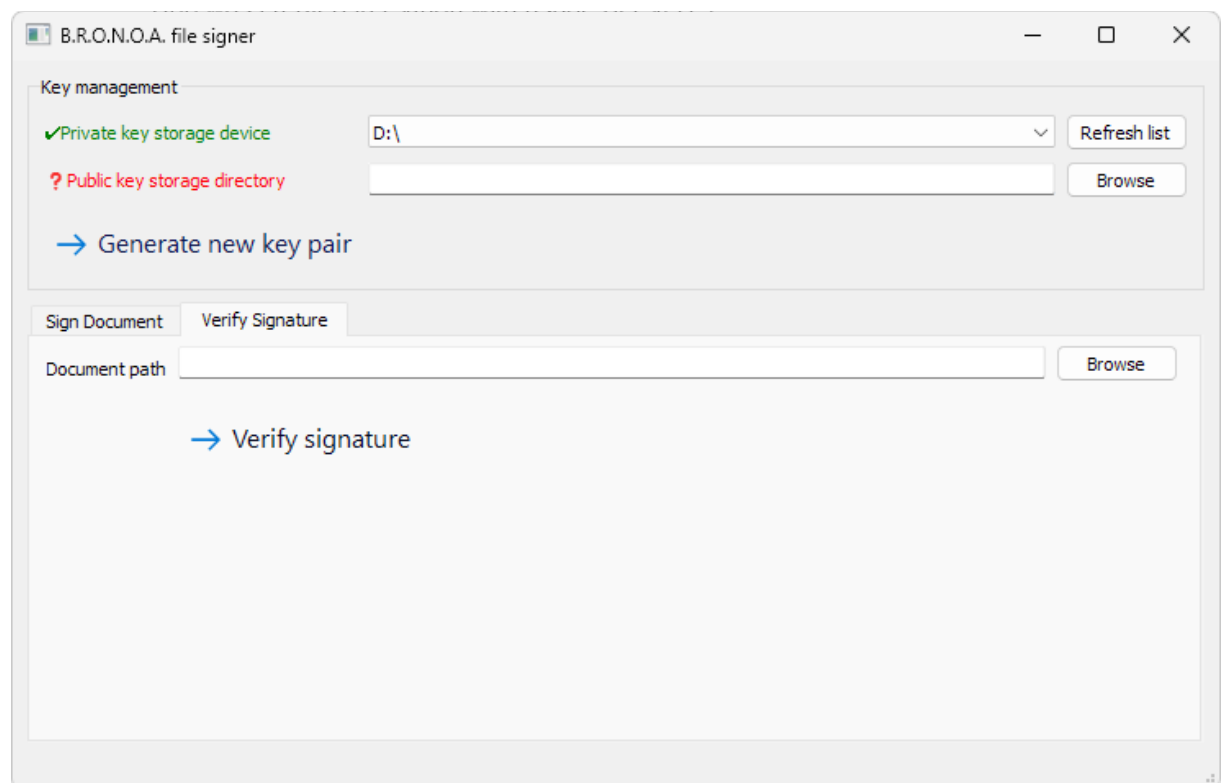 B.R.O.N.O.A. file signer
Key management
✔Private key storage device D:\ Refresh list
❓Public key storage directory Browse
→ Generate new key pair
Sign Document Verify Signature
Document path Browse
→ Verify signature